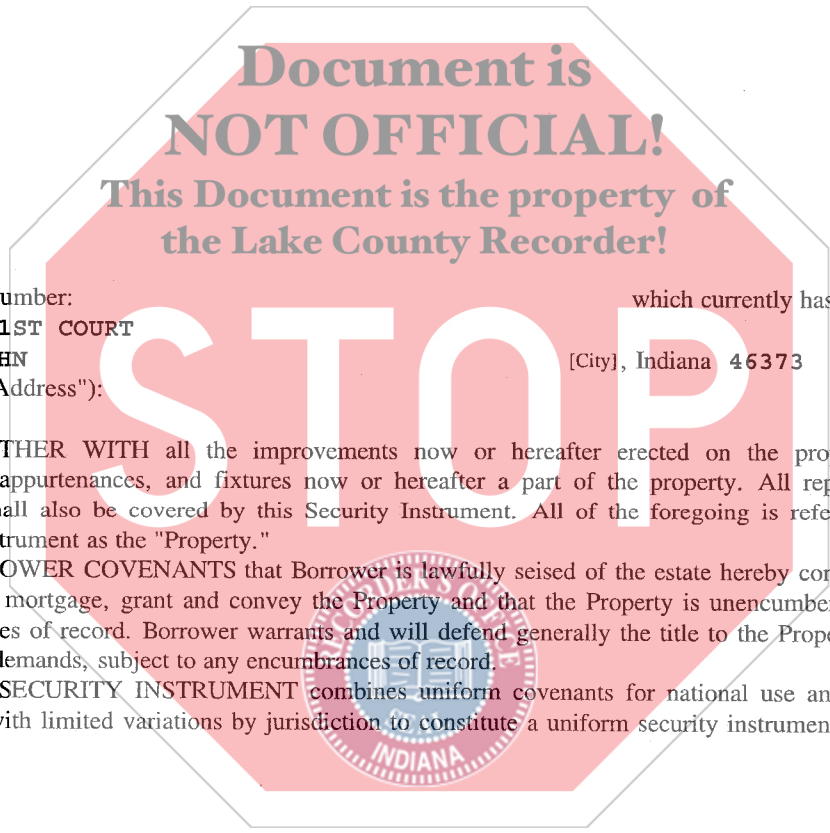 Document is
NOT OFFICIAL!
This Document is the property of
the Lake County Recorder!
umber: which currently has
1ST COURT
HN [City], Indiana 46373
Address"):
STOP
THER WITH all the improvements now or hereafter erected on the pro
appurtenances, and fixtures now or hereafter a part of the property. All rep
all also be covered by this Security Instrument. All of the foregoing is refe
trument as the "Property."
OWER COVENANTS that Borrower is lawfully seised of the estate hereby con
mortgage, grant and convey the Property and that the Property is unencumber
es of record. Borrower warrants and will defend generally the title to the Prope
demands, subject to any encumbrances of record.
SECURITY INSTRUMENT combines uniform covenants for national use an
with limited variations by jurisdiction to constitute a uniform security instrumen
RECORDER'S OFFICE
SEAL
INDIANA